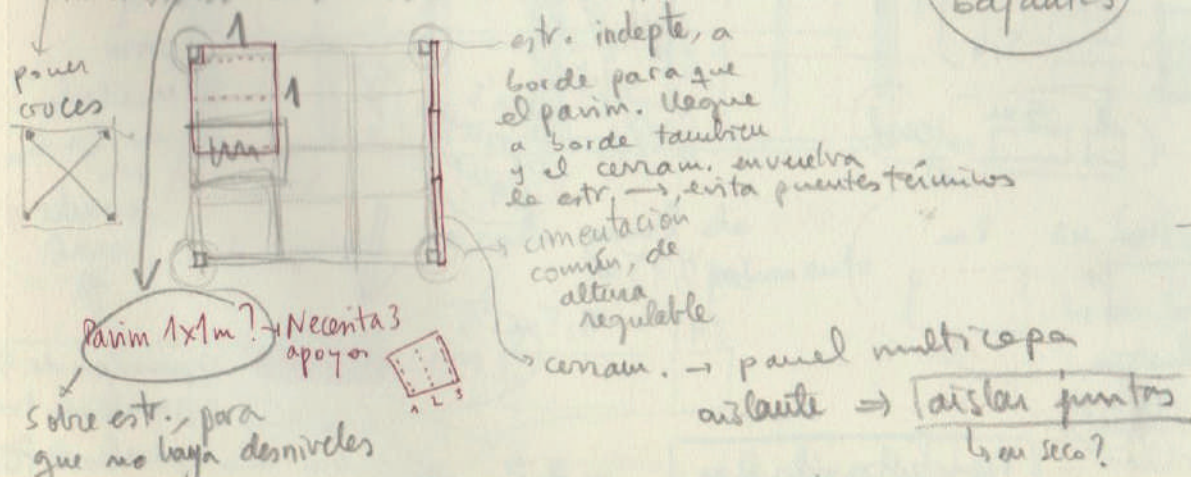 bajantes
poner
cruces
1
1
estr. indepte, a
borde para que
el pavim. llegue
a borde tambien
y el cerram. envuelva
la estr. → evita puentes térmicos
cimentación
común, de
altura
regulable
Pavim 1x1m? → Necesita 3
apoyos
1 2 3
cerram. → panel multicapa
aislante ⇒ aislar juntas
↳ en seco?
Sobre estr., para
que no haya desniveles